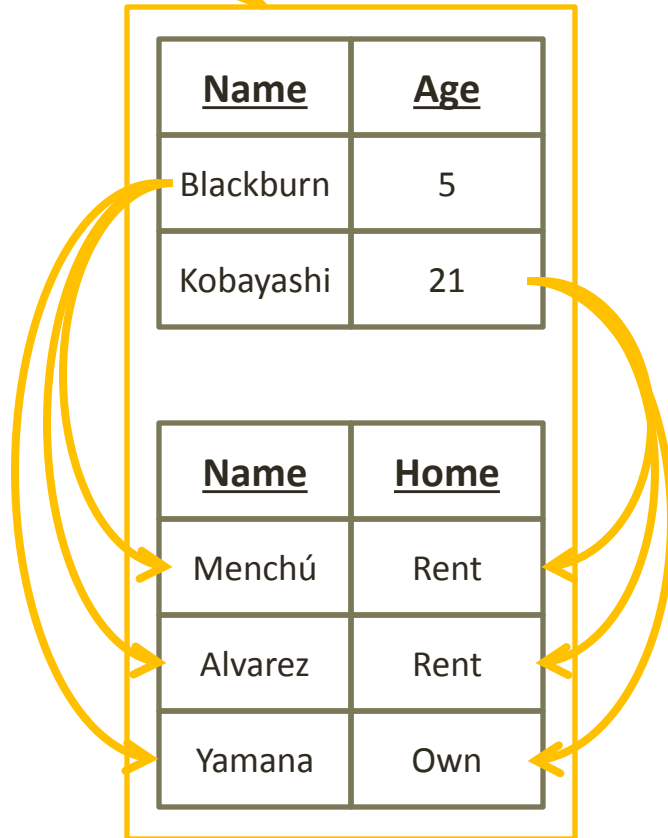 Name Age
Blackburn 5
Kobayashi 21
Name Home
Menchú Rent
Alvarez Rent
Yamana Own